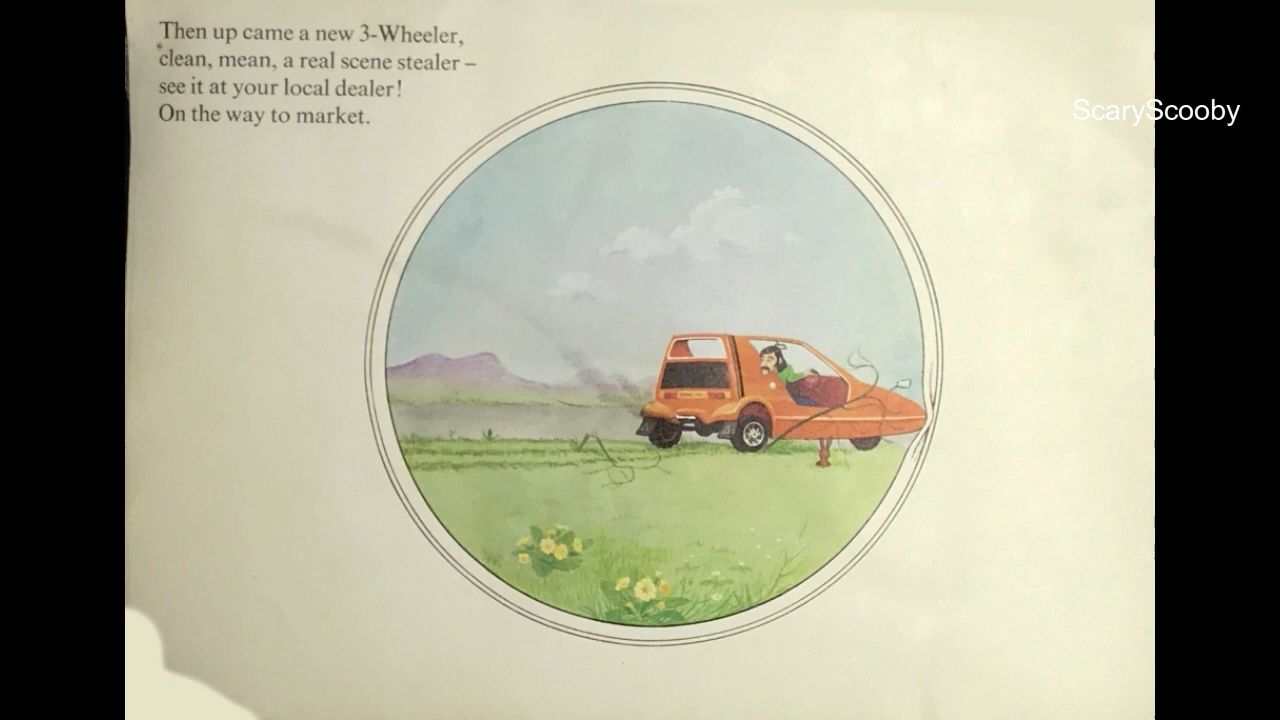 Then up came a new 3-Wheeler,
clean, mean, a real scene stealer –
see it at your local dealer!
On the way to market.
ScaryScooby